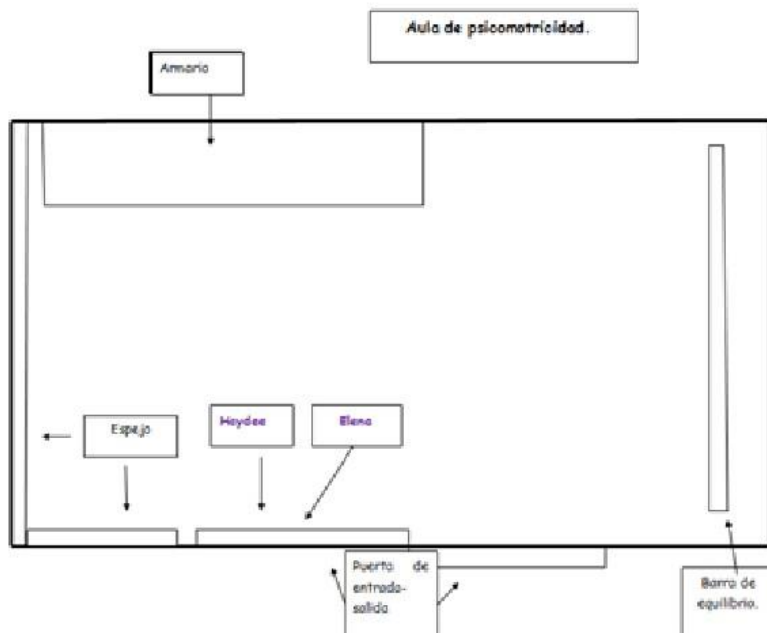 Aula de psicomotricidad.
Armario
Espejo
Haydee
Elena
Puerta de
entrada-
salida
Barra de
equilibrio.